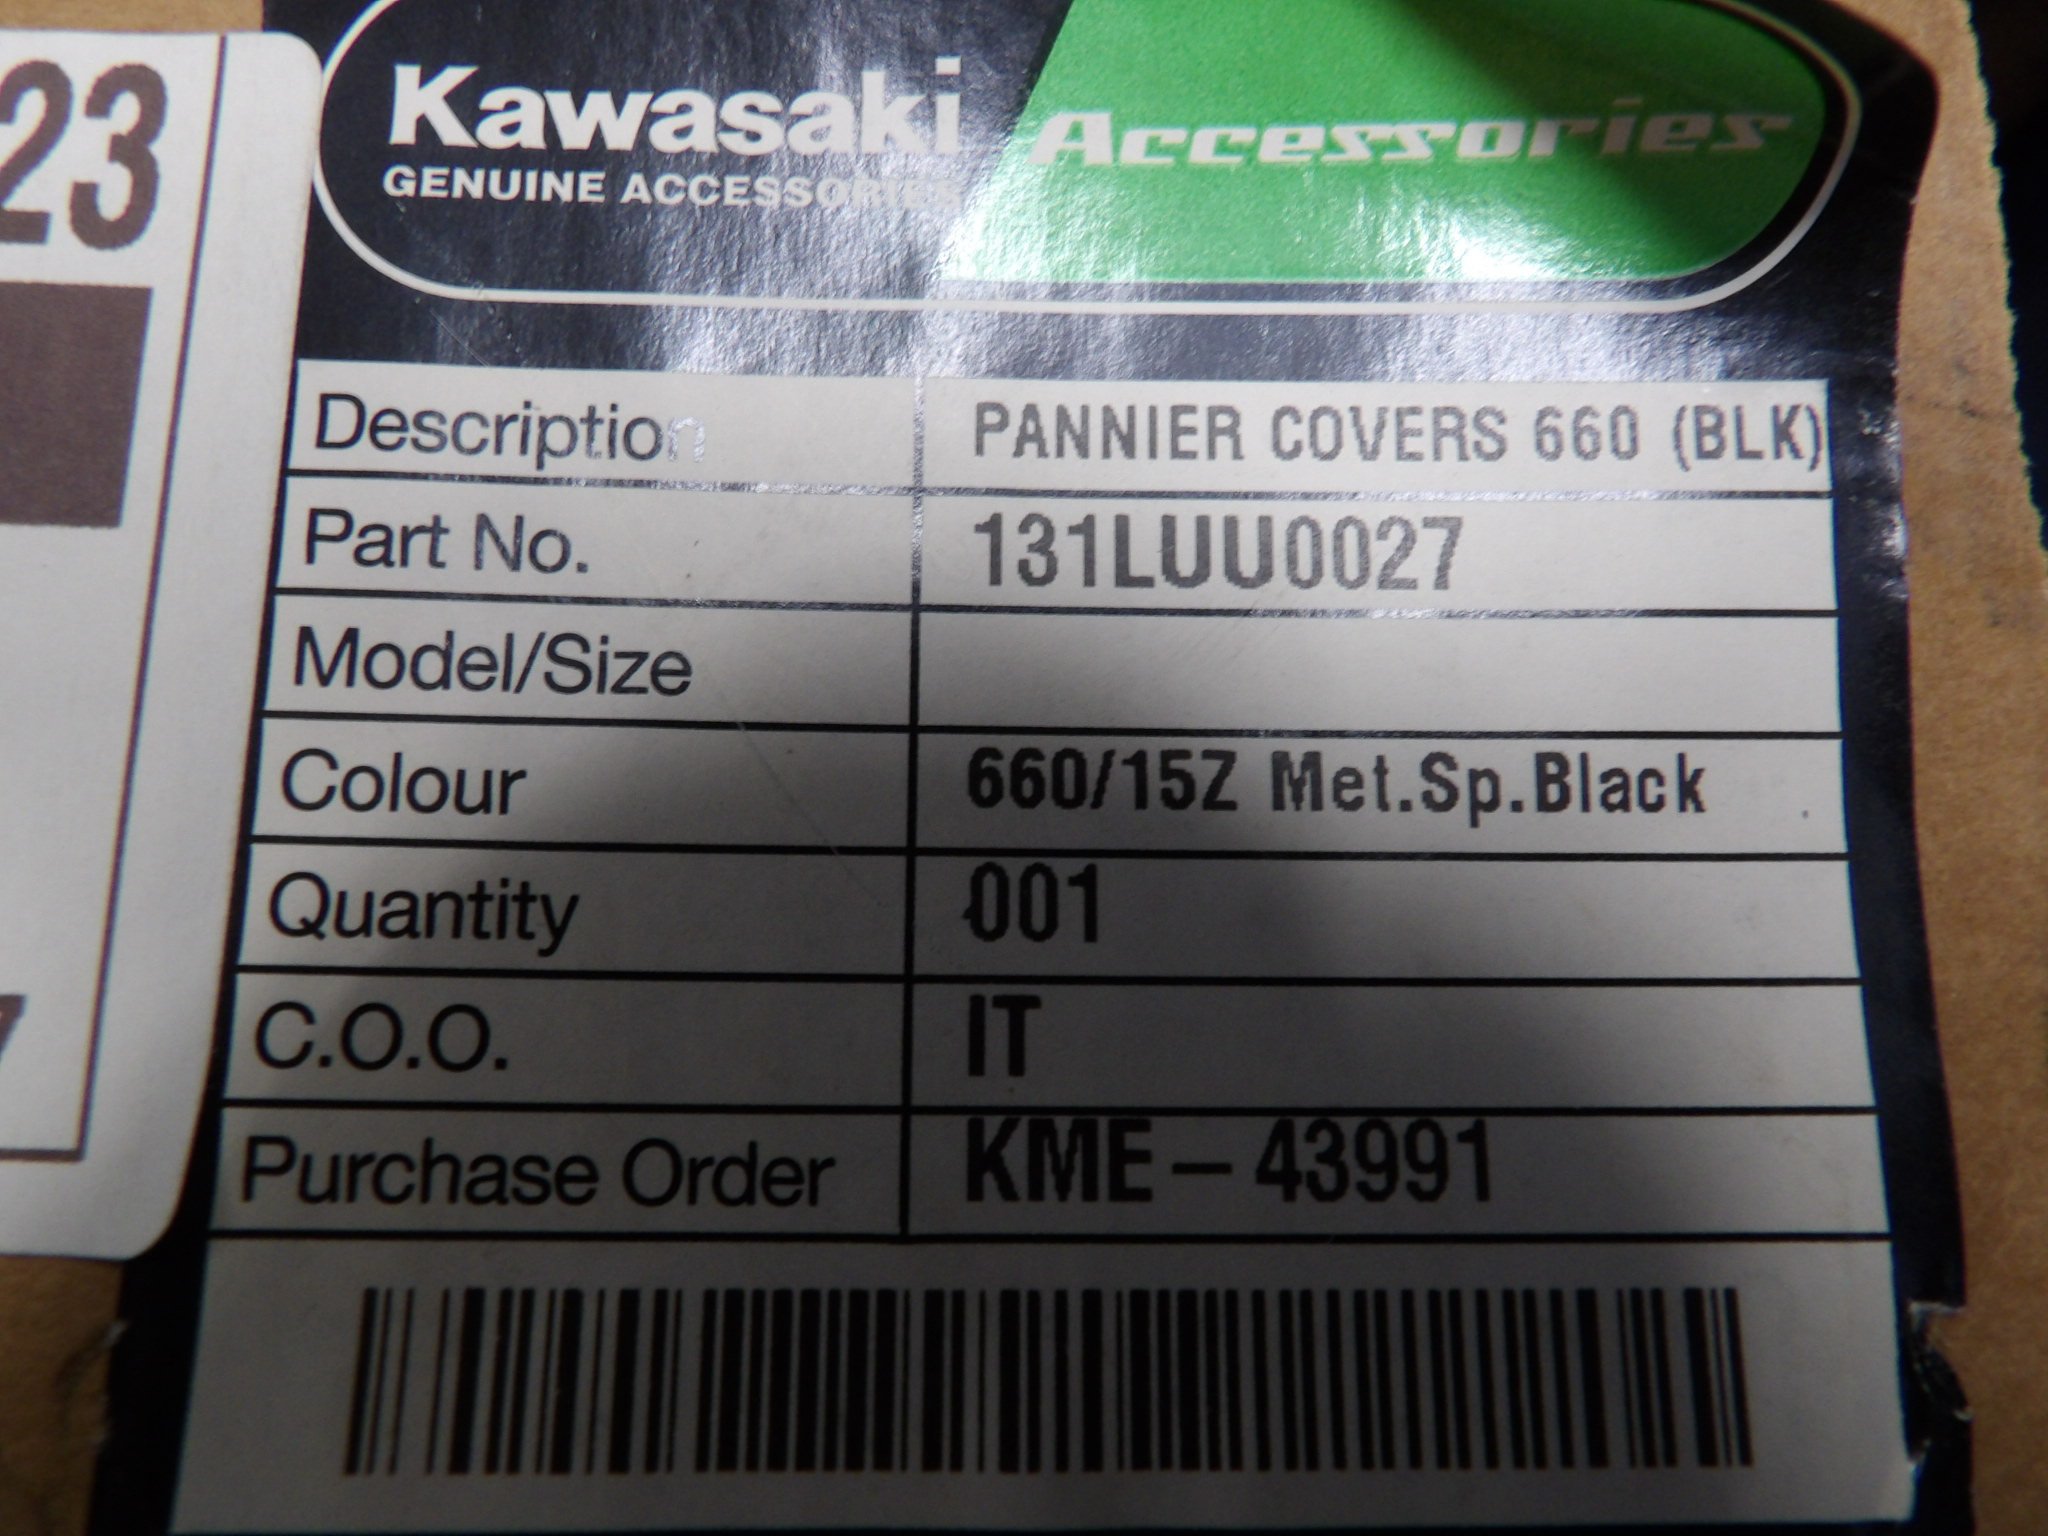 23
Kawasaki Accessories
GENUINE ACCESSORIES
Description PANNIER COVERS 660 (BLK)
Part No. 131LUU0027
Model/Size
Colour 660/15Z Met.Sp.Black
Quantity 001
C.O.O. IT
Purchase Order KME-43991